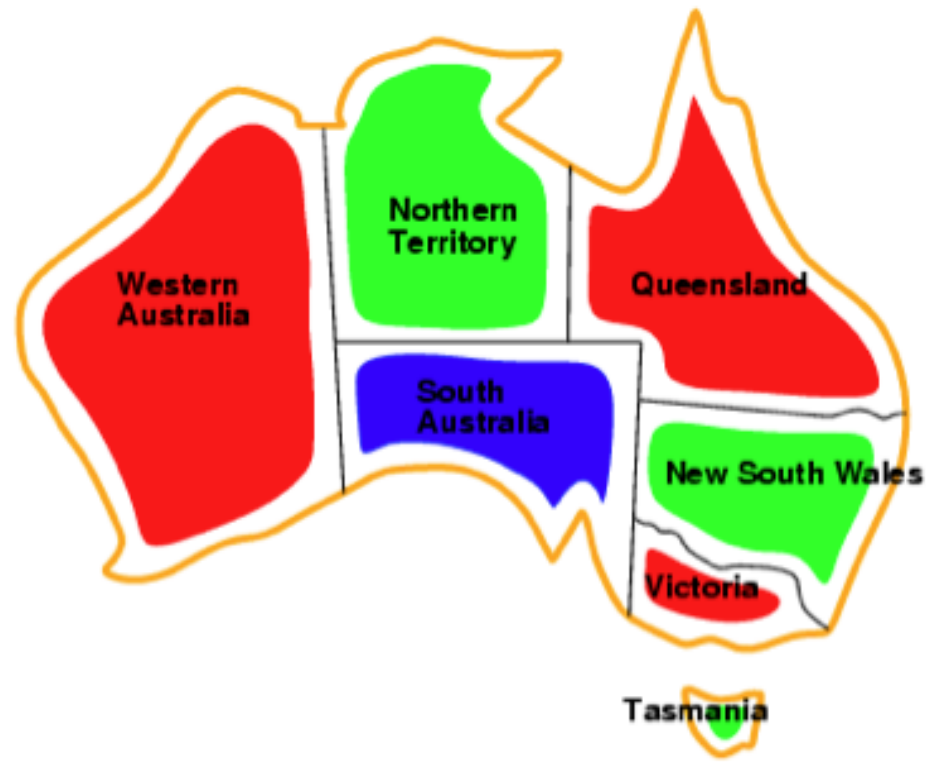 Northern
Territory
Western
Australia
Queensland
South
Australia
New South Wales
Victoria
Tasmania